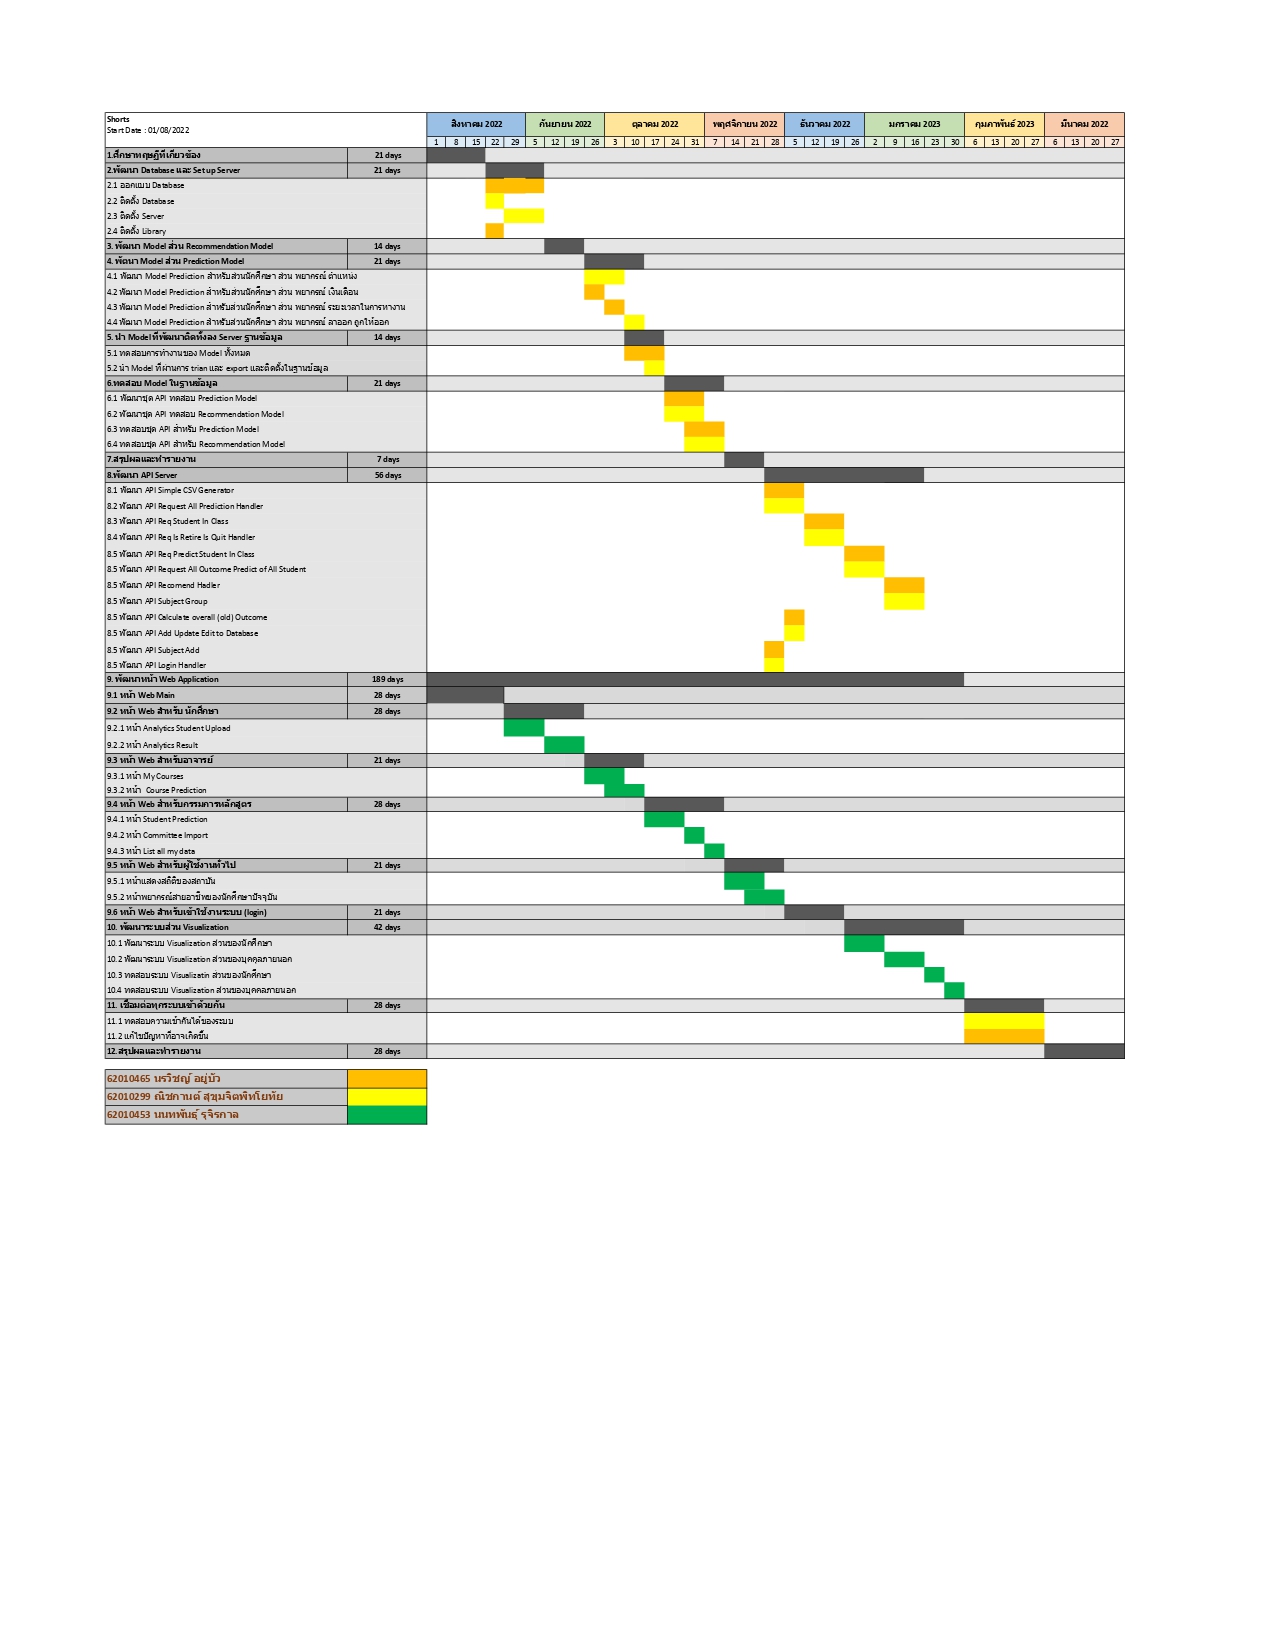 Shorts
Start Date : 01/08/2022
สิงหาคม 2022 กันยายน 2022 ตุลาคม 2022 พฤศจิกายน 2022 ธันวาคม 2022 มกราคม 2023 กุมภาพันธ์ 2023 มีนาคม 2022
1 8 15 22 29 5 12 19 26 3 10 17 24 31 7 14 21 28 5 12 19 26 2 9 16 23 30 6 13 20 27 6 13 20 27
1.ศึกษาทฤษฎีที่เกี่ยวข้อง 21 days
2.พัฒนา Database และ Setup Server 21 days
2.1 ออกแบบ Database
2.2 ติดตั้ง Database
2.3 ติดตั้ง Server
2.4 ติดตั้ง Library
3. พัฒนา Model ส่วน Recommendation Model 14 days
4. พัฒนา Model ส่วน Prediction Model 21 days
4.1 พัฒนา Model Prediction สำหรับส่วนนักศึกษา ส่วน พยากรณ์ ตำแหน่ง
4.2 พัฒนา Model Prediction สำหรับส่วนนักศึกษา ส่วน พยากรณ์ เงินเดือน
4.3 พัฒนา Model Prediction สำหรับส่วนนักศึกษา ส่วน พยากรณ์ ระยะเวลาในการทำงาน
4.4 พัฒนา Model Prediction สำหรับส่วนนักศึกษา ส่วน พยากรณ์ ลาออก ถูกให้ออก
5. นำ Model ที่พัฒนาติดทั้งลง Server ฐานข้อมูล 14 days
5.1 ทดสอบการทำงานของ Model ทั้งหมด
5.2 นำ Model ที่ผ่านการ trian และ export และติดตั้งในฐานข้อมูล
6.ทดสอบ Model ในฐานข้อมูล 21 days
6.1 พัฒนาชุด API ทดสอบ Prediction Model
6.2 พัฒนาชุด API ทดสอบ Recommendation Model
6.3 ทดสอบชุด API สำหรับ Prediction Model
6.4 ทดสอบชุด API สำหรับ Recommendation Model
7.สรุปผลและทำรายงาน 7 days
8.พัฒนา API Server 56 days
8.1 พัฒนา API Simple CSV Generator
8.2 พัฒนา API Request All Prediction Handler
8.3 พัฒนา API Req Student In Class
8.4 พัฒนา API Req Is Retire Is Quit Handler
8.5 พัฒนา API Req Predict Student In Class
8.5 พัฒนา API Request All Outcome Predict of All Student
8.5 พัฒนา API Recomend Hadler
8.5 พัฒนา API Subject Group
8.5 พัฒนา API Calculate overall (old) Outcome
8.5 พัฒนา API Add Update Edit to Database
8.5 พัฒนา API Subject Add
8.5 พัฒนา API Login Handler
9. พัฒนาหน้า Web Application 189 days
9.1 หน้า Web Main 28 days
9.2 หน้า Web สำหรับ นักศึกษา 28 days
9.2.1 หน้า Analytics Student Upload
9.2.2 หน้า Analytics Result
9.3 หน้า Web สำหรับอาจารย์ 21 days
9.3.1 หน้า My Courses
9.3.2 หน้า Course Prediction
9.4 หน้า Web สำหรับกรรมการหลักสูตร 28 days
9.4.1 หน้า Student Prediction
9.4.2 หน้า Committee Import
9.4.3 หน้า List all my data
9.5 หน้า Web สำหรับผู้ใช้งานทั่วไป 21 days
9.5.1 หน้าแสดงสถิติของสถาบัน
9.5.2 หน้าพยากรณ์สายอาชีพของนักศึกษาปัจจุบัน
9.6 หน้า Web สำหรับเข้าใช้งานระบบ (login) 21 days
10. พัฒนาระบบส่วน Visualization 42 days
10.1 พัฒนาระบบ Visualization ส่วนของนักศึกษา
10.2 พัฒนาระบบ Visualization ส่วนของบุคคลภายนอก
10.3 ทดสอบระบบ Visualizatin ส่วนของนักศึกษา
10.4 ทดสอบระบบ Visualization ส่วนของบุคคลภายนอก
11. เชื่อมต่อทุกระบบเข้าด้วยกัน 28 days
11.1 ทดสอบความเข้ากันได้ของระบบ
11.2 แก้ไขปัญหาที่อาจเกิดขึ้น
12.สรุปผลและทำรายงาน 28 days
62010465 นรวิชญ์ อยู่บัว
62010299 ณิชกานต์ สุขุมจิตพิทโยทัย
62010453 นนทพันธุ์ รุจิรกาล